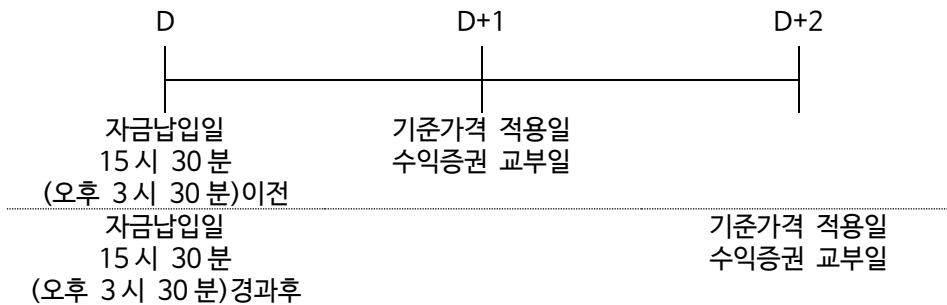 D D+1 D+2
자금납입일 기준가격 적용일
15시 30분 수익증권 교부일
(오후 3시 30분)이전
자금납입일 기준가격 적용일
15시 30분 수익증권 교부일
(오후 3시 30분)경과후